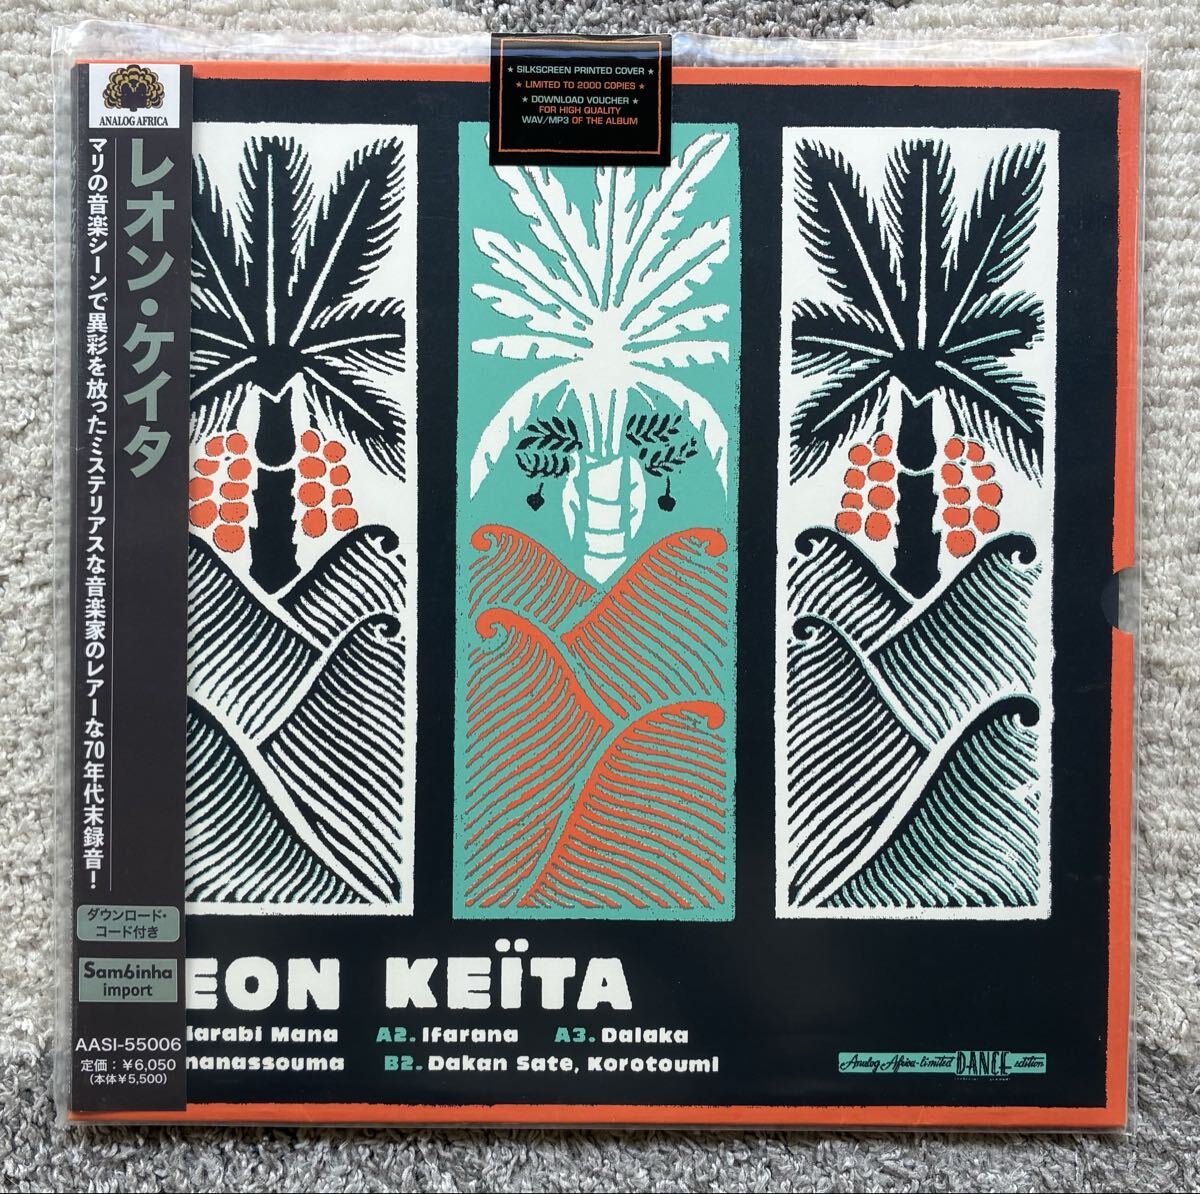 ANALOG AFRICA
レオン・ケイタ
マリの音楽シーンで異彩を放ったミステリアスな音楽家のレアーな70年代末録音！
ダウンロード・
コード付き
Sambinha
import
AASI-55006
定価：￥6,050
（本体￥5,500）
★ SILKSCREEN PRINTED COVER ★
★ LIMITED TO 2000 COPIES ★
★ DOWNLOAD VOUCHER ★
FOR HIGH QUALITY
WAV/MP3 OF THE ALBUM
EON KEÏTA
arabi Mana A2. Ifarana A3. Dalaka
anassouma B2. Dakan Sate, Korotoumi
Analog Africa-limited DANCE edition